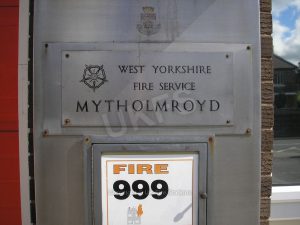 WEST YORKSHIRE
FIRE SERVICE
MYTHOLMROYD
FIRE
999